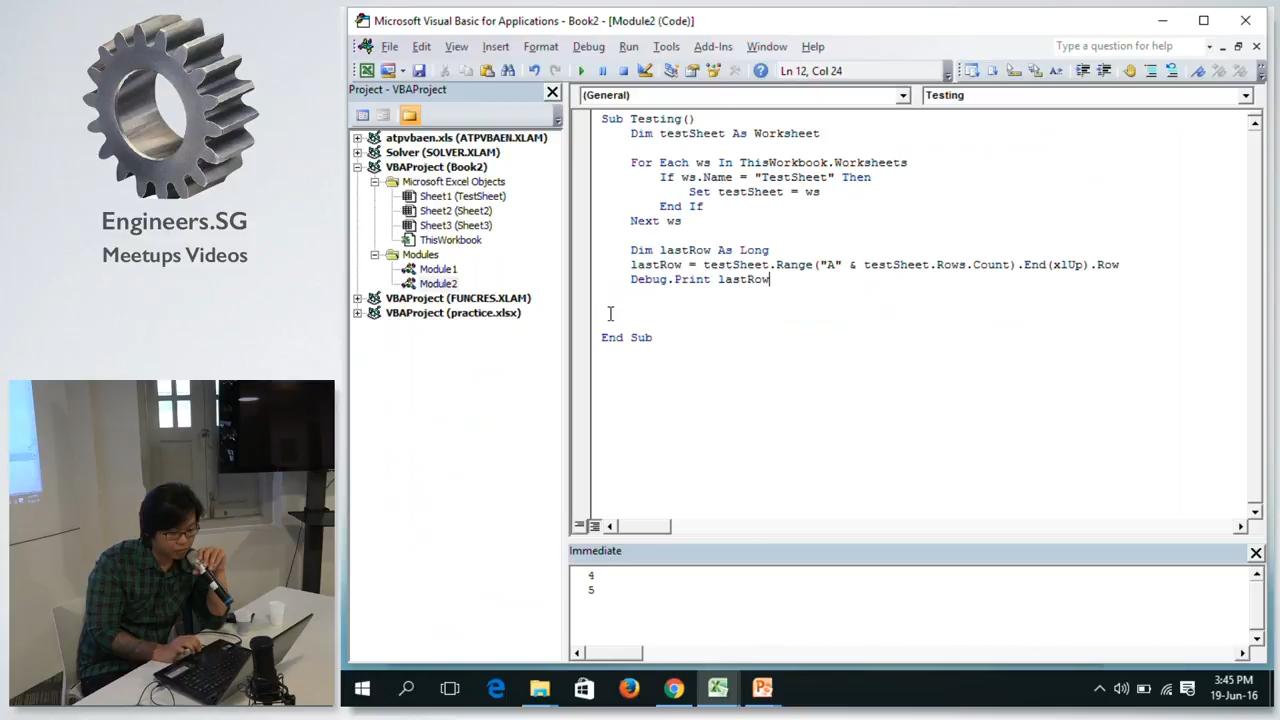 Engineers.SG
Meetups Videos
Microsoft Visual Basic for Applications - Book2 - [Module2 (Code)]
File Edit View Insert Format Debug Run Tools Add-Ins Window Help
Type a question for help
Ln 12, Col 24
Project - VBAProject
atpvbaen.xls (ATPVBAEN.XLAM)
Solver (SOLVER.XLAM)
VBAProject (Book2)
Microsoft Excel Objects
Sheet1 (TestSheet)
Sheet2 (Sheet2)
Sheet3 (Sheet3)
ThisWorkbook
Modules
Module1
Module2
VBAProject (FUNCRES.XLAM)
VBAProject (practice.xlsx)
(General)
Testing
Sub Testing()
Dim testSheet As Worksheet
For Each ws In ThisWorkbook.Worksheets
If ws.Name = "TestSheet" Then
Set testSheet = ws
End If
Next ws
Dim lastRow As Long
lastRow = testSheet.Range("A" & testSheet.Rows.Count).End(xlUp).Row
Debug.Print lastRow
End Sub
Immediate
4
5
3:45 PM
19-Jun-16